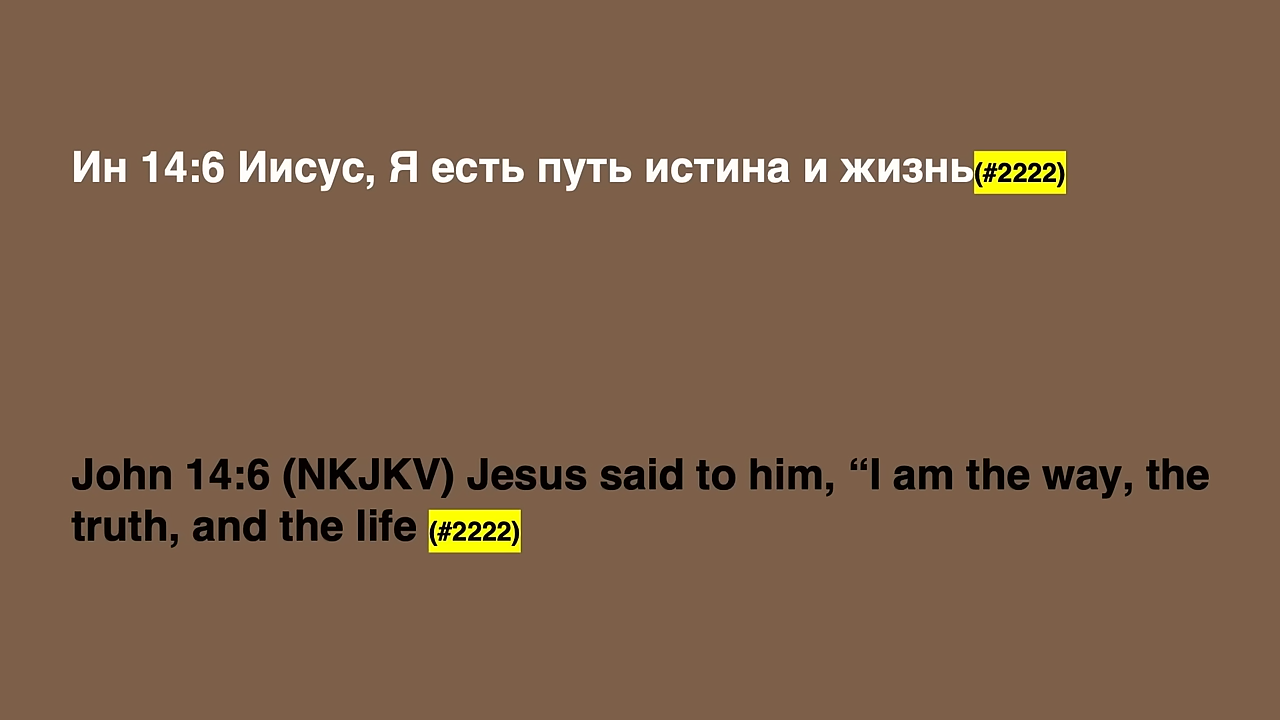 Ин 14:6 Иисус, Я есть путь истина и жизнь(#2222)
John 14:6 (NKJKV) Jesus said to him, “I am the way, the
truth, and the life (#2222)